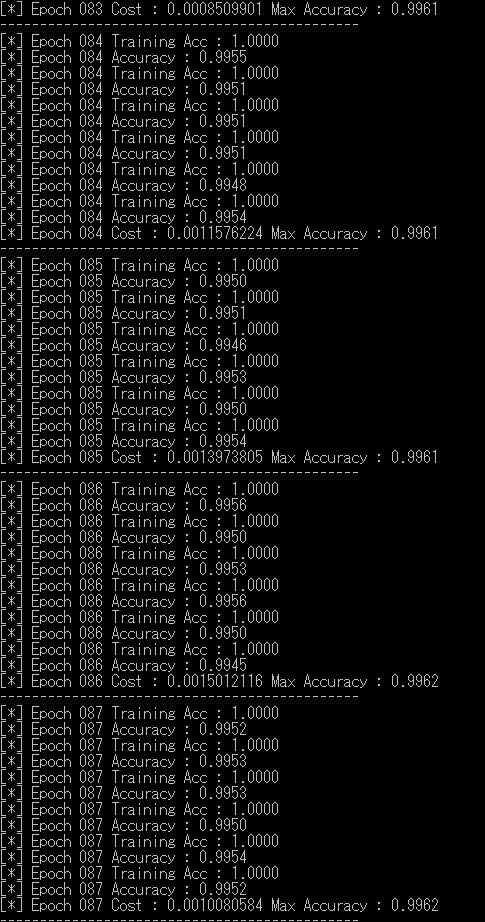 [*] Epoch 083 Cost : 0.0008509901 Max Accuracy : 0.9961
----------------------------------------
[*] Epoch 084 Training Acc : 1.0000
[*] Epoch 084 Accuracy : 0.9955
[*] Epoch 084 Training Acc : 1.0000
[*] Epoch 084 Accuracy : 0.9951
[*] Epoch 084 Training Acc : 1.0000
[*] Epoch 084 Accuracy : 0.9951
[*] Epoch 084 Training Acc : 1.0000
[*] Epoch 084 Accuracy : 0.9951
[*] Epoch 084 Training Acc : 1.0000
[*] Epoch 084 Accuracy : 0.9948
[*] Epoch 084 Training Acc : 1.0000
[*] Epoch 084 Accuracy : 0.9954
[*] Epoch 084 Cost : 0.0011576224 Max Accuracy : 0.9961
----------------------------------------
[*] Epoch 085 Training Acc : 1.0000
[*] Epoch 085 Accuracy : 0.9950
[*] Epoch 085 Training Acc : 1.0000
[*] Epoch 085 Accuracy : 0.9951
[*] Epoch 085 Training Acc : 1.0000
[*] Epoch 085 Accuracy : 0.9946
[*] Epoch 085 Training Acc : 1.0000
[*] Epoch 085 Accuracy : 0.9953
[*] Epoch 085 Training Acc : 1.0000
[*] Epoch 085 Accuracy : 0.9950
[*] Epoch 085 Training Acc : 1.0000
[*] Epoch 085 Accuracy : 0.9954
[*] Epoch 085 Cost : 0.0013973805 Max Accuracy : 0.9961
----------------------------------------
[*] Epoch 086 Training Acc : 1.0000
[*] Epoch 086 Accuracy : 0.9956
[*] Epoch 086 Training Acc : 1.0000
[*] Epoch 086 Accuracy : 0.9950
[*] Epoch 086 Training Acc : 1.0000
[*] Epoch 086 Accuracy : 0.9953
[*] Epoch 086 Training Acc : 1.0000
[*] Epoch 086 Accuracy : 0.9956
[*] Epoch 086 Training Acc : 1.0000
[*] Epoch 086 Accuracy : 0.9950
[*] Epoch 086 Training Acc : 1.0000
[*] Epoch 086 Accuracy : 0.9945
[*] Epoch 086 Cost : 0.0015012116 Max Accuracy : 0.9962
----------------------------------------
[*] Epoch 087 Training Acc : 1.0000
[*] Epoch 087 Accuracy : 0.9952
[*] Epoch 087 Training Acc : 1.0000
[*] Epoch 087 Accuracy : 0.9953
[*] Epoch 087 Training Acc : 1.0000
[*] Epoch 087 Accuracy : 0.9953
[*] Epoch 087 Training Acc : 1.0000
[*] Epoch 087 Accuracy : 0.9950
[*] Epoch 087 Training Acc : 1.0000
[*] Epoch 087 Accuracy : 0.9954
[*] Epoch 087 Training Acc : 1.0000
[*] Epoch 087 Accuracy : 0.9952
[*] Epoch 087 Cost : 0.0010080584 Max Accuracy : 0.9962
----------------------------------------